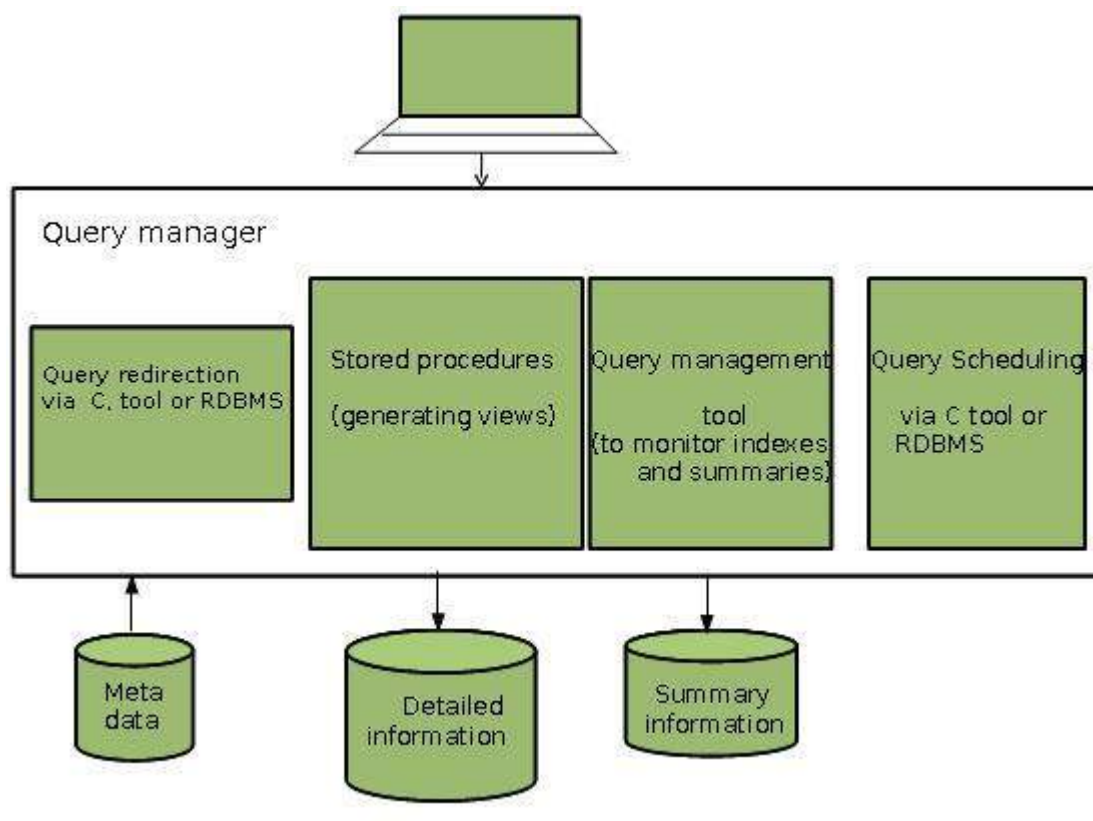 Query manager
Query redirection
via C, tool or RDBMS
Stored procedures
(generating views)
Query management
tool
(to monitor indexes
and summaries)
Query Scheduling
via C tool or
RDBMS
Meta
data
Detailed
information
Summary
information